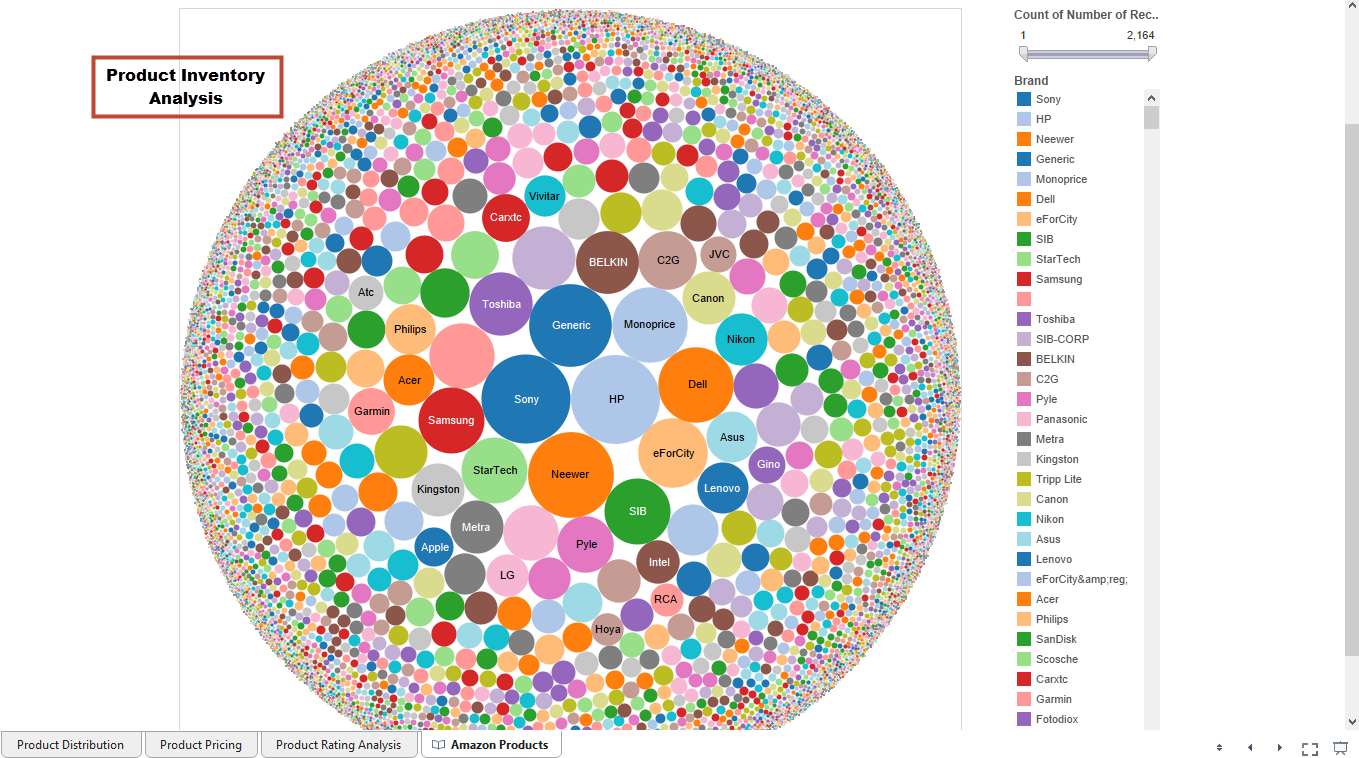 Product Inventory
Analysis
Count of Number of Rec..
1
2,164
Brand
Sony
HP
Neewer
Generic
Monoprice
Dell
eForCity
SIB
StarTech
Samsung
Toshiba
SIB-CORP
BELKIN
C2G
Pyle
Panasonic
Metra
Kingston
Tripp Lite
Canon
Nikon
Asus
Lenovo
eForCity&amp;reg;
Acer
Philips
SanDisk
Scosche
Carxtc
Garmin
Fotodiox
Vivitar
Carxtc
BELKIN
C2G
JVC
Atc
Toshiba
Canon
Generic
Monoprice
Philips
Nikon
Acer
Dell
Sony
HP
Garmin
Samsung
Asus
eForCity
Gino
StarTech
Neewer
Kingston
Lenovo
SIB
Metra
Apple
Pyle
Intel
LG
RCA
Hoya
Product Distribution
Product Pricing
Product Rating Analysis
Amazon Products